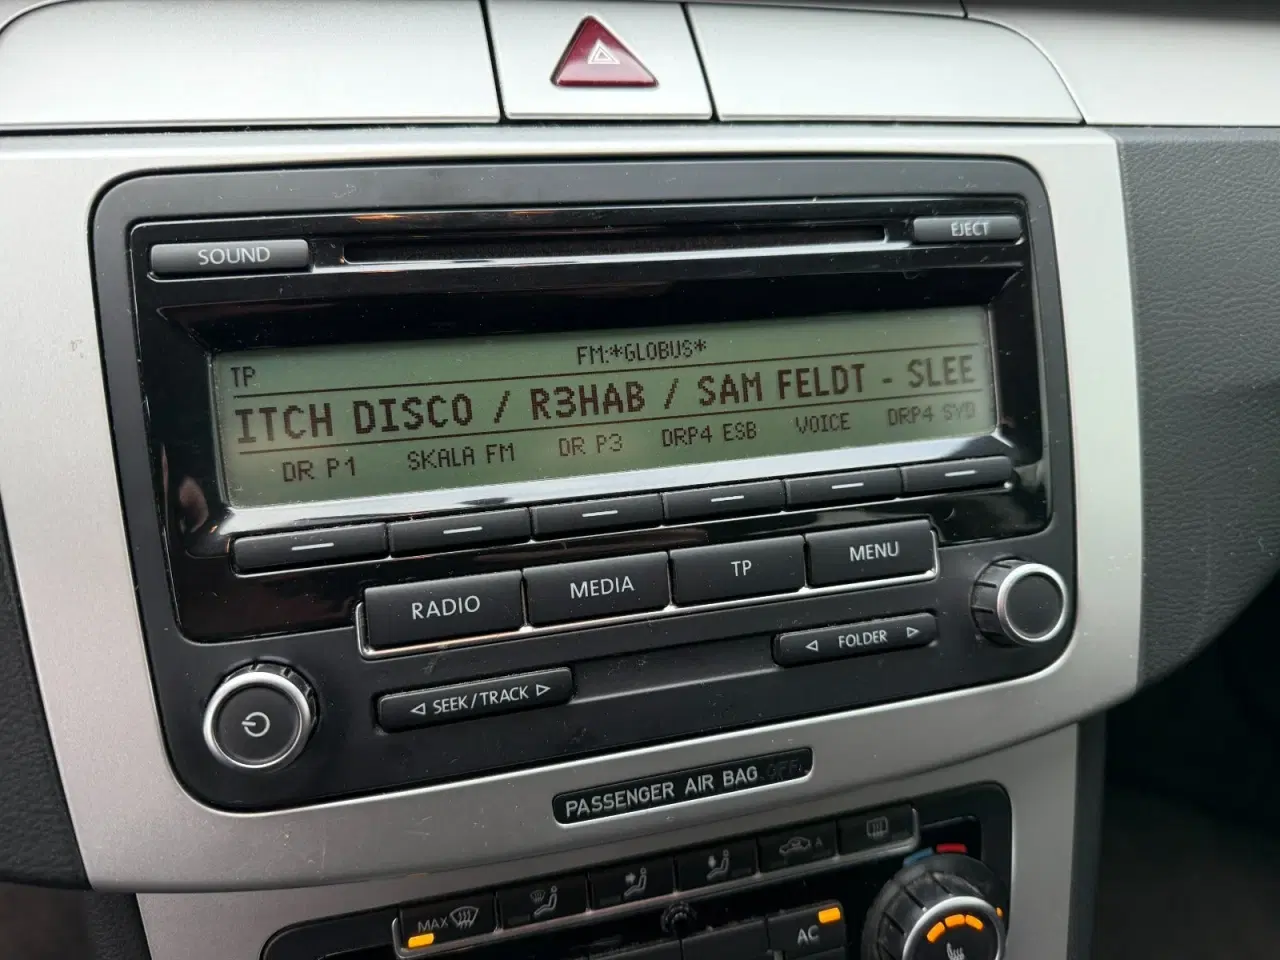 SOUND
EJECT
FM:*GLOBUS*
TP
ITCH DISCO / R3HAB / SAM FELDT - SLEE
DR P1 SKALA FM DR P3 DRP4 ESB VOICE DRP4 SYD
RADIO MEDIA TP MENU
SEEK/TRACK FOLDER
PASSENGER AIR BAG OFF
MAX A
AC